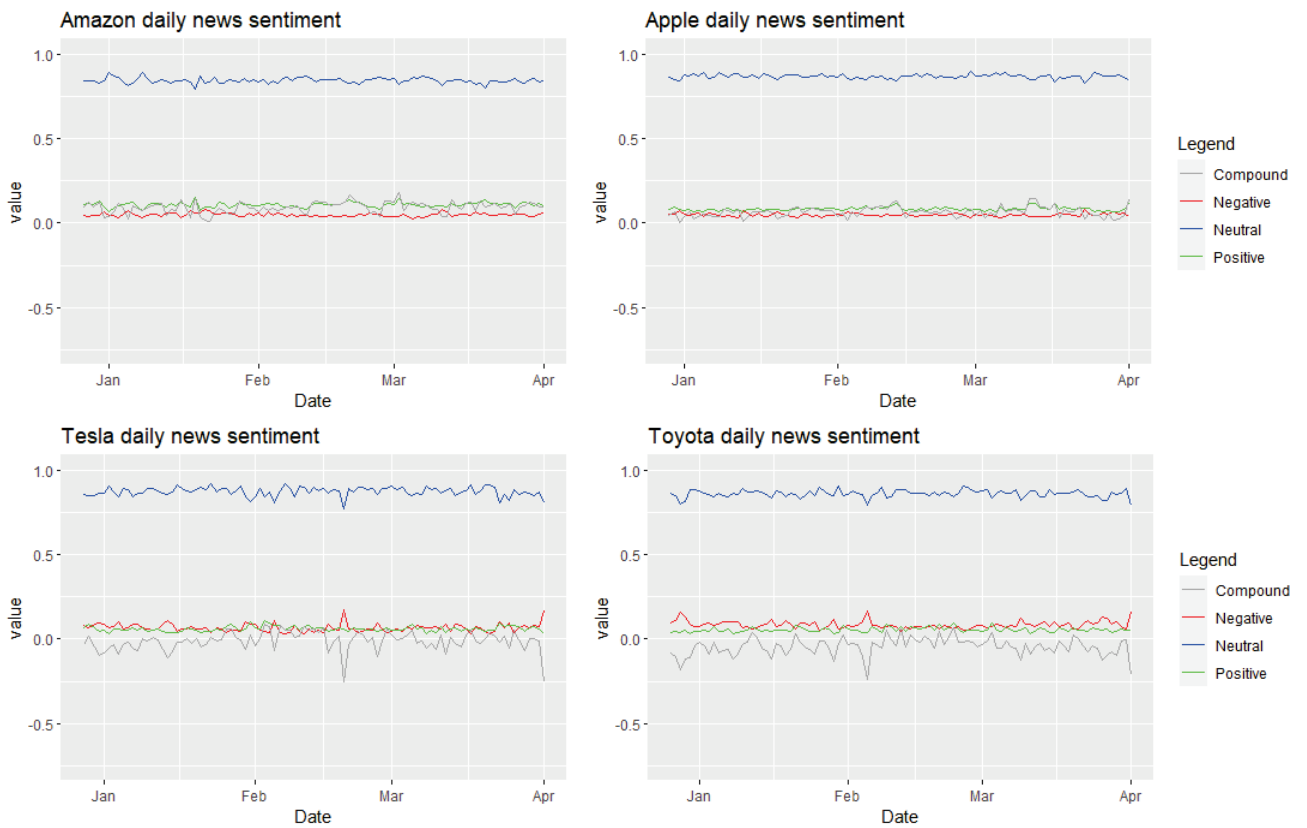 Amazon daily news sentiment
1.0
0.5
0.0
-0.5
value
Jan
Feb
Mar
Apr
Date
Apple daily news sentiment
1.0
0.5
0.0
-0.5
value
Jan
Feb
Mar
Apr
Date
Legend
Compound
Negative
Neutral
Positive
Tesla daily news sentiment
1.0
0.5
0.0
-0.5
value
Jan
Feb
Mar
Apr
Date
Toyota daily news sentiment
1.0
0.5
0.0
-0.5
value
Jan
Feb
Mar
Apr
Date
Legend
Compound
Negative
Neutral
Positive